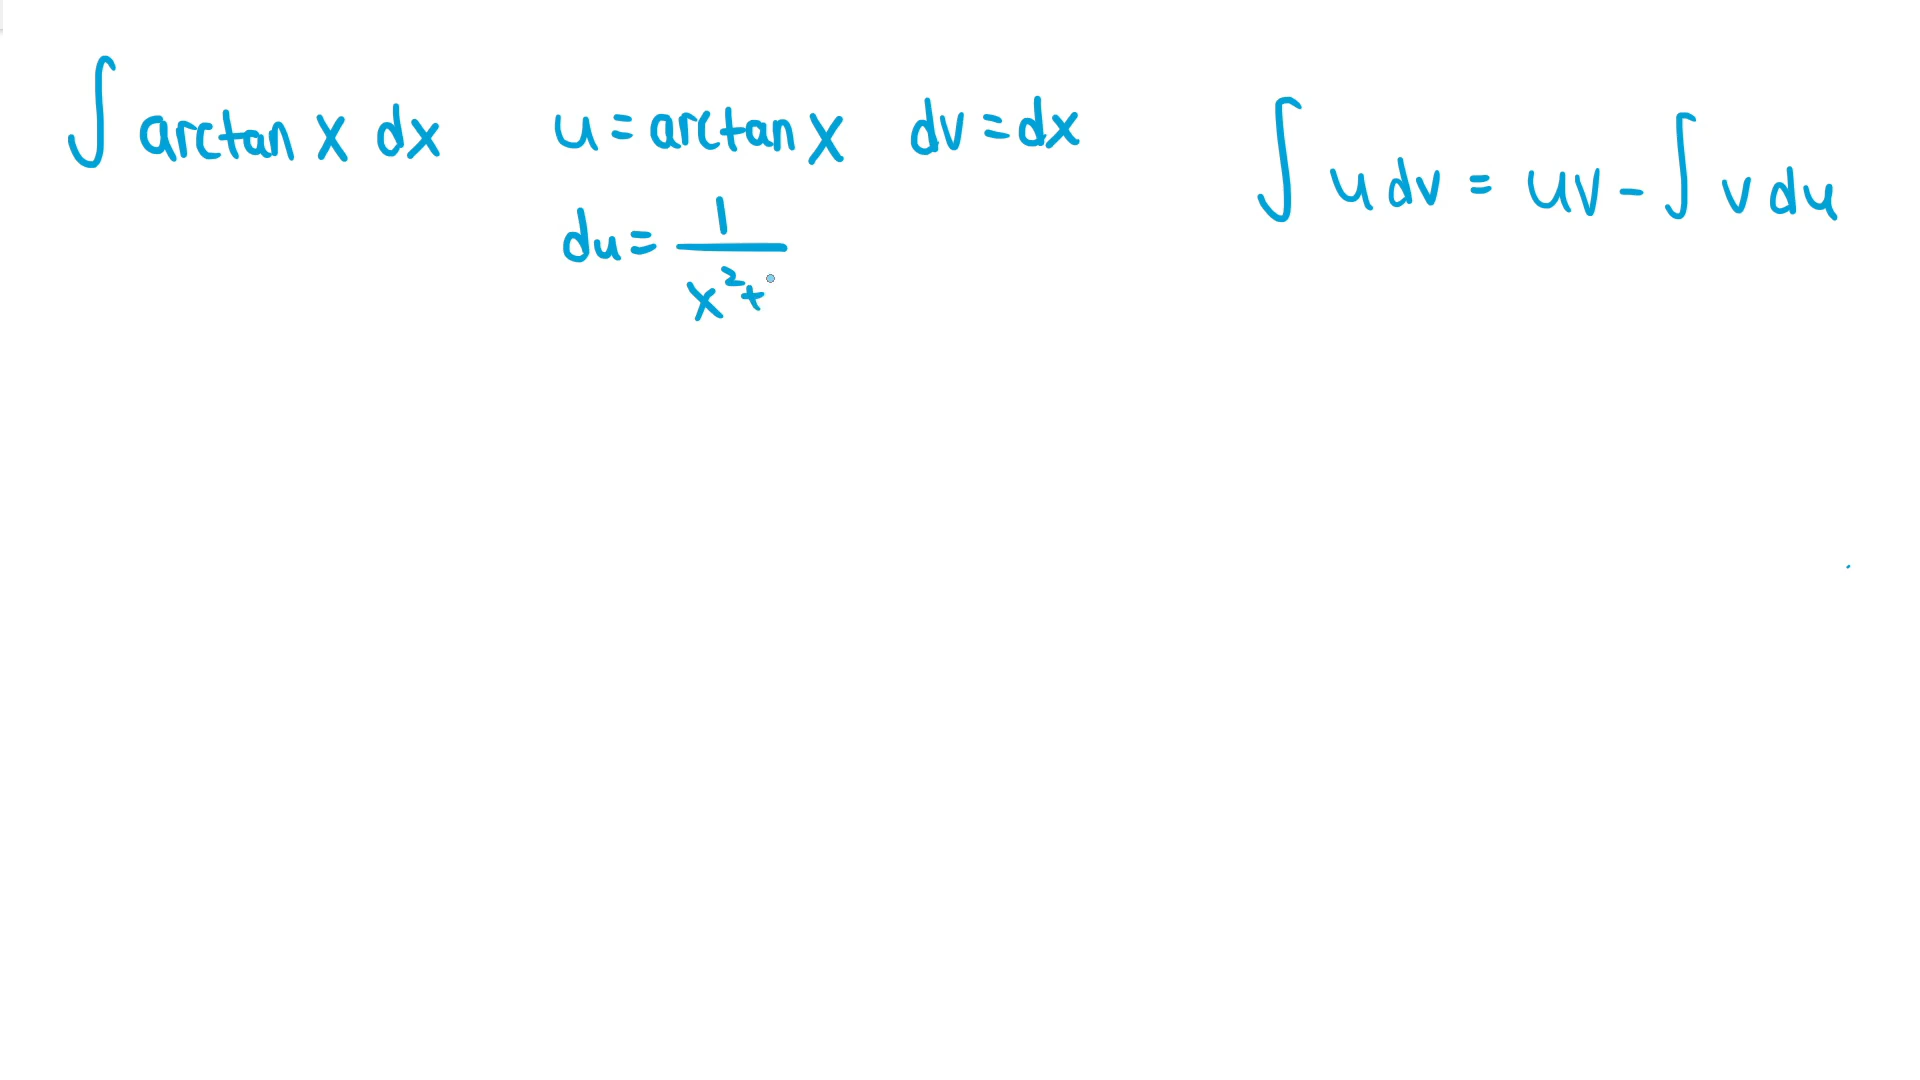 ∫ arctan x dx u = arctan x dv = dx
∫ u dv = uv - ∫ v du
du = 1/(x²+